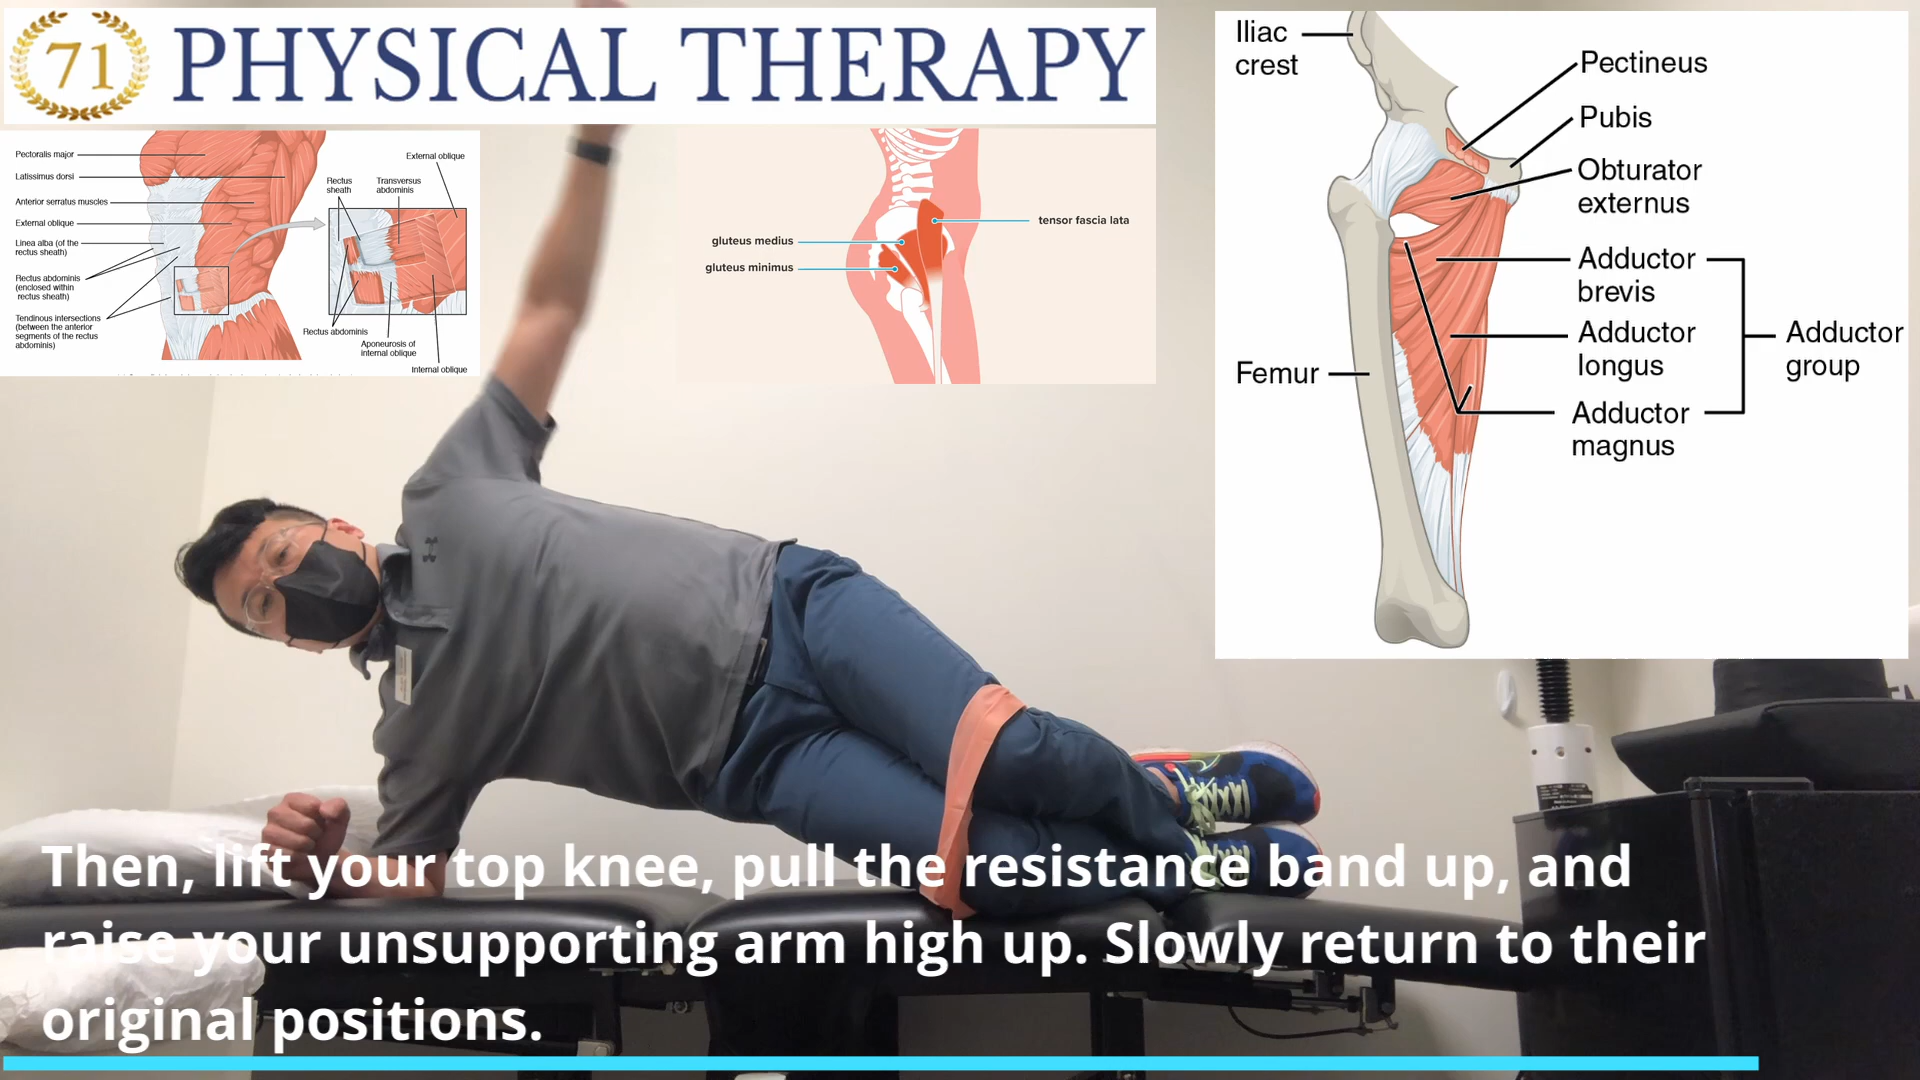 71 PHYSICAL THERAPY
Pectoralis major
Latissimus dorsi
Anterior serratus muscles
External oblique
Linea alba (of the
rectus sheath)
Rectus abdominis
(enclosed within
rectus sheath)
Tendinous intersections
(between the anterior
segments of the rectus
abdominis)
Rectus
sheath
Transversus
abdominis
External oblique
Rectus abdominis
Aponeurosis of
internal oblique
Internal oblique
gluteus medius
gluteus minimus
tensor fascia lata
Iliac
crest
Pectineus
Pubis
Obturator
externus
Adductor
brevis
Adductor
longus
Adductor
magnus
Adductor
group
Femur
Then, lift your top knee, pull the resistance band up, and
raise your unsupporting arm high up. Slowly return to their
original positions.